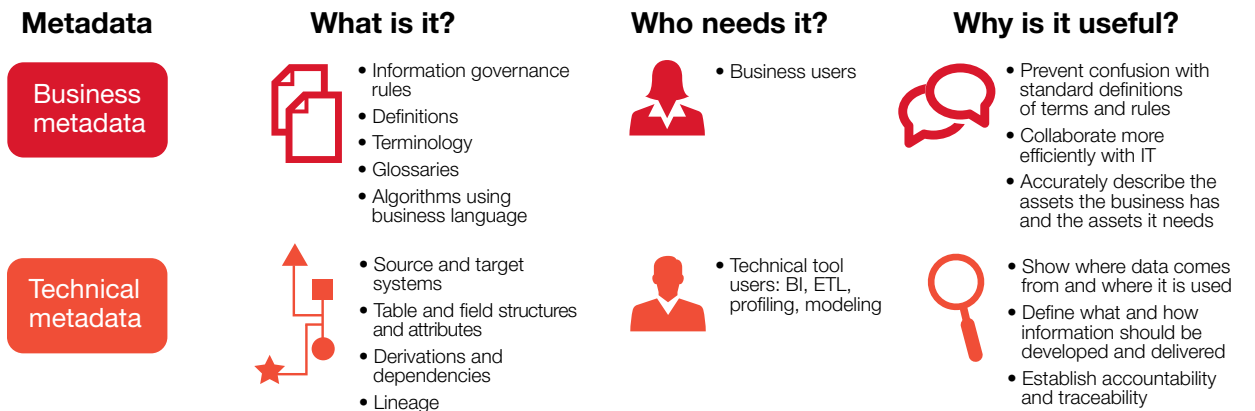 Metadata
What is it?
Who needs it?
Why is it useful?
Business
metadata
• Information governance
rules
• Definitions
• Terminology
• Glossaries
• Algorithms using
business language
• Business users
• Prevent confusion with
standard definitions
of terms and rules
• Collaborate more
efficiently with IT
• Accurately describe the
assets the business has
and the assets it needs
Technical
metadata
• Source and target
systems
• Table and field structures
and attributes
• Derivations and
dependencies
• Lineage
• Technical tool
users: BI, ETL,
profiling, modeling
• Show where data comes
from and where it is used
• Define what and how
information should be
developed and delivered
• Establish accountability
and traceability